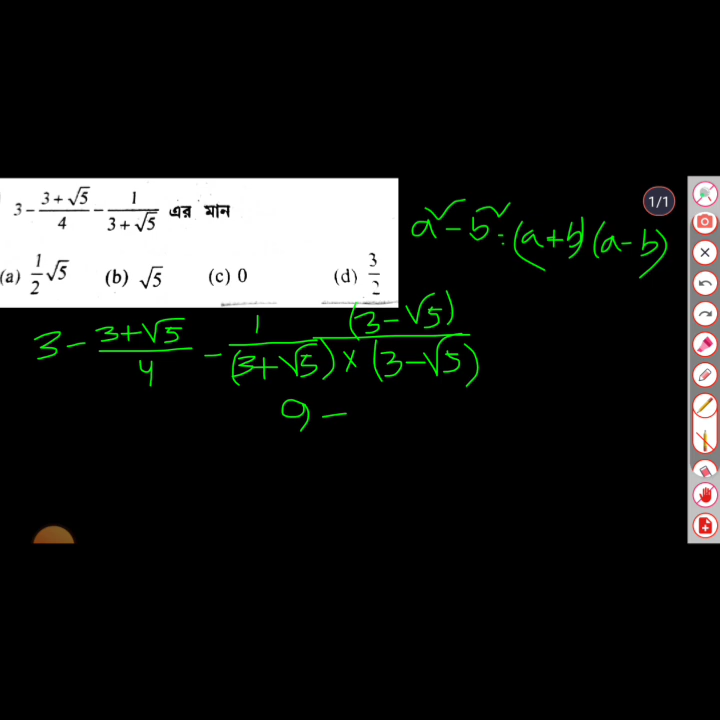 1/1
3 - (3 + √5)/4 - 1/(3 + √5) এর মান
(a) 1/2 √5 (b) √5 (c) 0 (d) 3/2
a² - b² = (a+b)(a-b)
3 - (3+√5)/4 - 1/(3+√5) × (3-√5)/(3-√5)
9 -